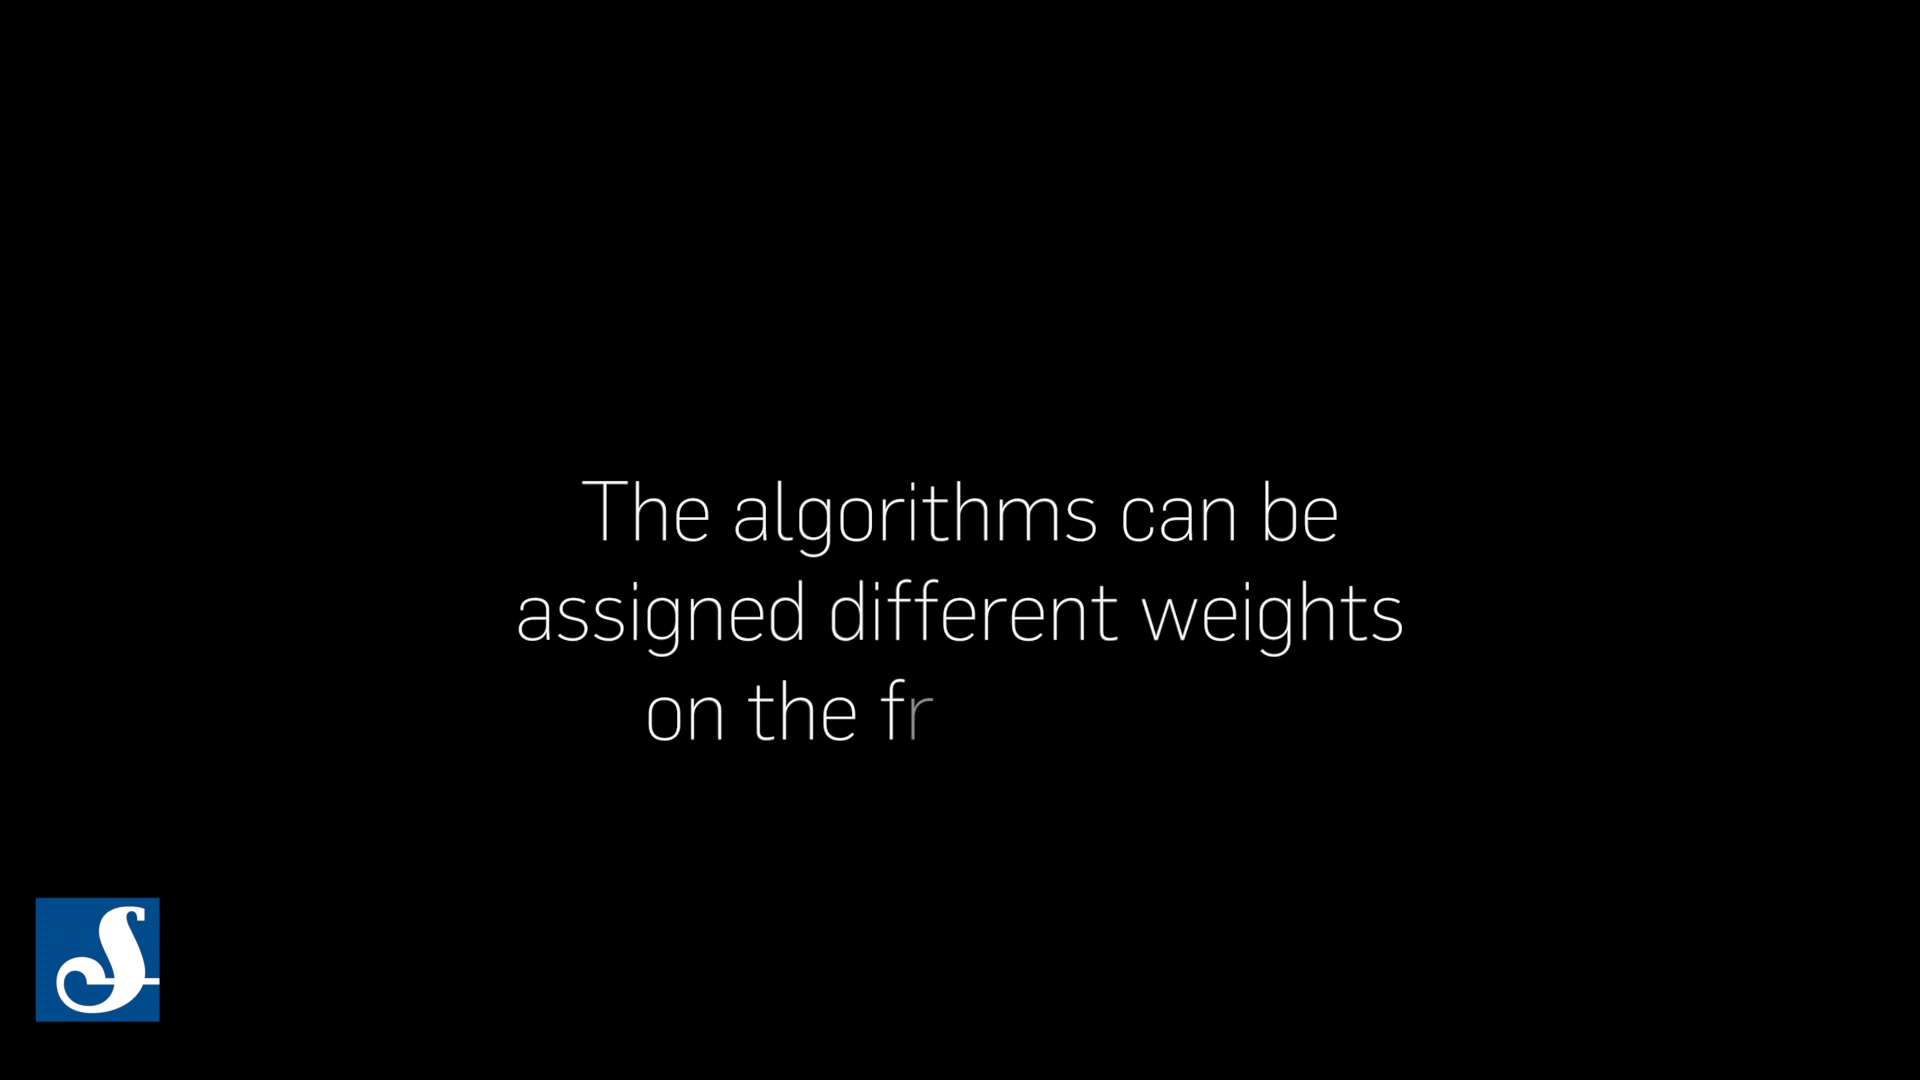 The algorithms can be
assigned different weights
on the fr
S